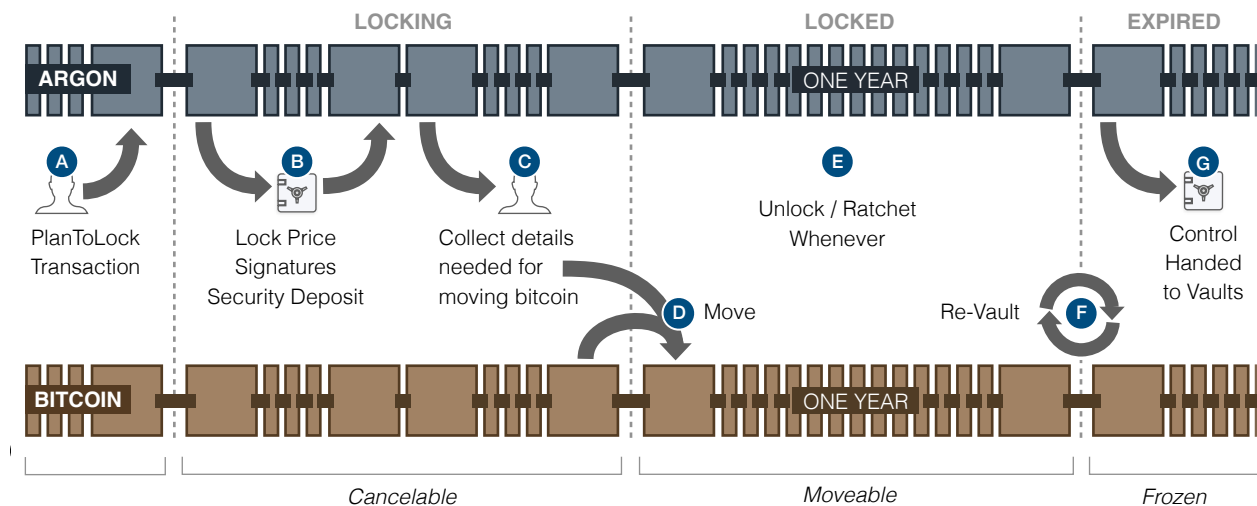 LOCKING
LOCKED
EXPIRED
ARGON
ONE YEAR
A
B
C
E
G
PlanToLock
Transaction
Lock Price
Signatures
Security Deposit
Collect details
needed for
moving bitcoin
Unlock / Ratchet
Whenever
Control
Handed
to Vaults
D
Move
Re-Vault
F
BITCOIN
ONE YEAR
Cancelable
Moveable
Frozen